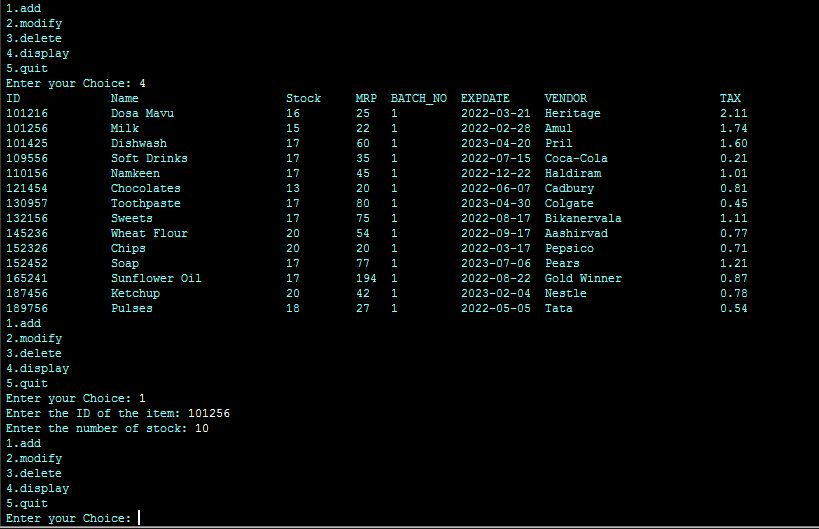 1.add
2.modify
3.delete
4.display
5.quit
Enter your Choice: 4
ID Name Stock MRP BATCH_NO EXPDATE VENDOR TAX
101216 Dosa Mavu 16 25 1 2022-03-21 Heritage 2.11
101256 Milk 15 22 1 2022-02-28 Amul 1.74
101425 Dishwash 17 60 1 2023-04-20 Pril 1.60
109556 Soft Drinks 17 35 1 2022-07-15 Coca-Cola 0.21
110156 Namkeen 17 45 1 2022-12-22 Haldiram 1.01
121454 Chocolates 13 20 1 2022-06-07 Cadbury 0.81
130957 Toothpaste 17 80 1 2023-04-30 Colgate 0.45
132156 Sweets 17 75 1 2022-08-17 Bikanervala 1.11
145236 Wheat Flour 20 54 1 2022-09-17 Aashirvad 0.77
152326 Chips 20 20 1 2022-03-17 Pepsico 0.71
152452 Soap 17 77 1 2023-07-06 Pears 1.21
165241 Sunflower Oil 17 194 1 2022-08-22 Gold Winner 0.87
187456 Ketchup 20 42 1 2023-02-04 Nestle 0.78
189756 Pulses 18 27 1 2022-05-05 Tata 0.54
1.add
2.modify
3.delete
4.display
5.quit
Enter your Choice: 1
Enter the ID of the item: 101256
Enter the number of stock: 10
1.add
2.modify
3.delete
4.display
5.quit
Enter your Choice: